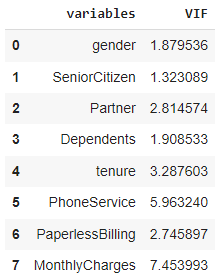 variables VIF
0 gender 1.879536
1 SeniorCitizen 1.323089
2 Partner 2.814574
3 Dependents 1.908533
4 tenure 3.287603
5 PhoneService 5.963240
6 PaperlessBilling 2.745897
7 MonthlyCharges 7.453993